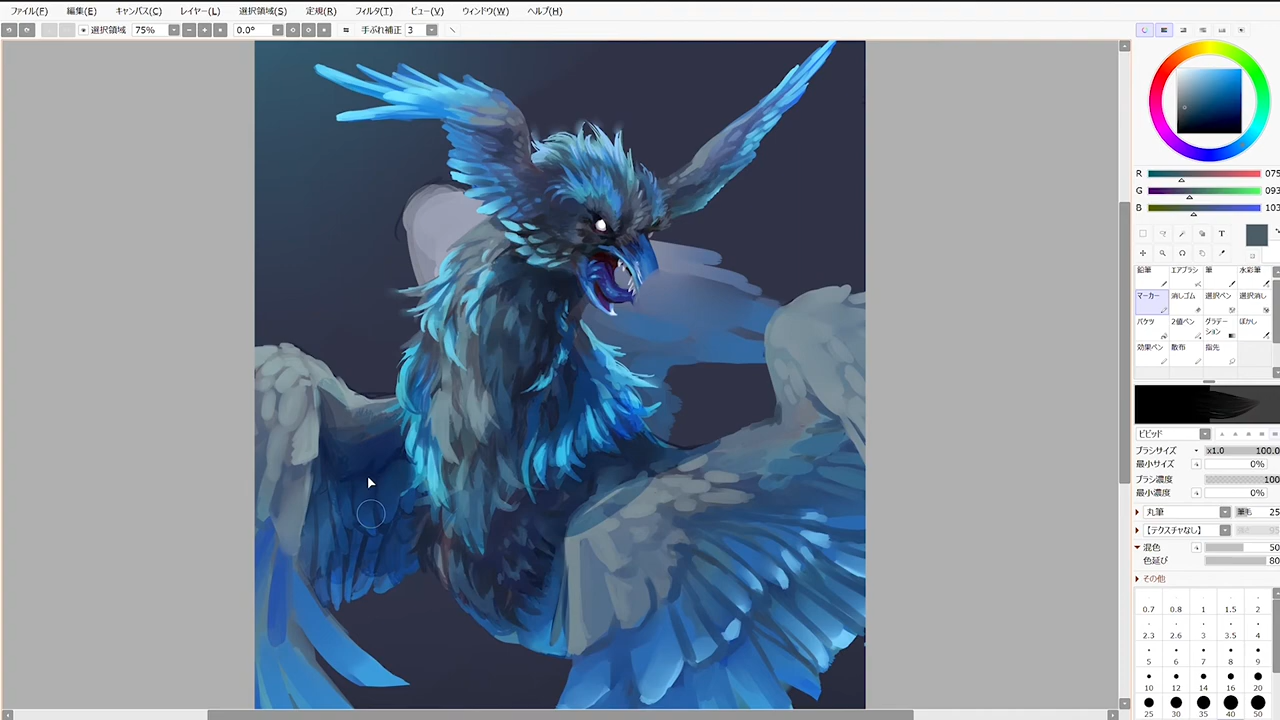 ファイル(F) 編集(E) キャンバス(C) レイヤー(L) 選択領域(S) 定規(R) フィルタ(T) ビュー(V) ウィンドウ(W) ヘルプ(H)
選択領域 75% 0.0° 手ぶれ補正 3
R 075
G 093
B 103
T
鉛筆 エアブラシ 筆 水彩筆
マーカー 消しゴム 選択ペン 選択消し
バケツ 2値ペン グラデーション ぼかし
効果ペン 散布 指先
ビビッド
ブラシサイズ x1.0 100.0
最小サイズ 0%
ブラシ濃度 100
最小濃度 0%
丸筆 筆毛 25
【テクスチャなし】 95
混色 50
色延び 80
その他
0.7 0.8 1 1.5 2
2.3 2.6 3 3.5 4
5 6 7 8 9
10 12 14 16 20
25 30 35 40 50